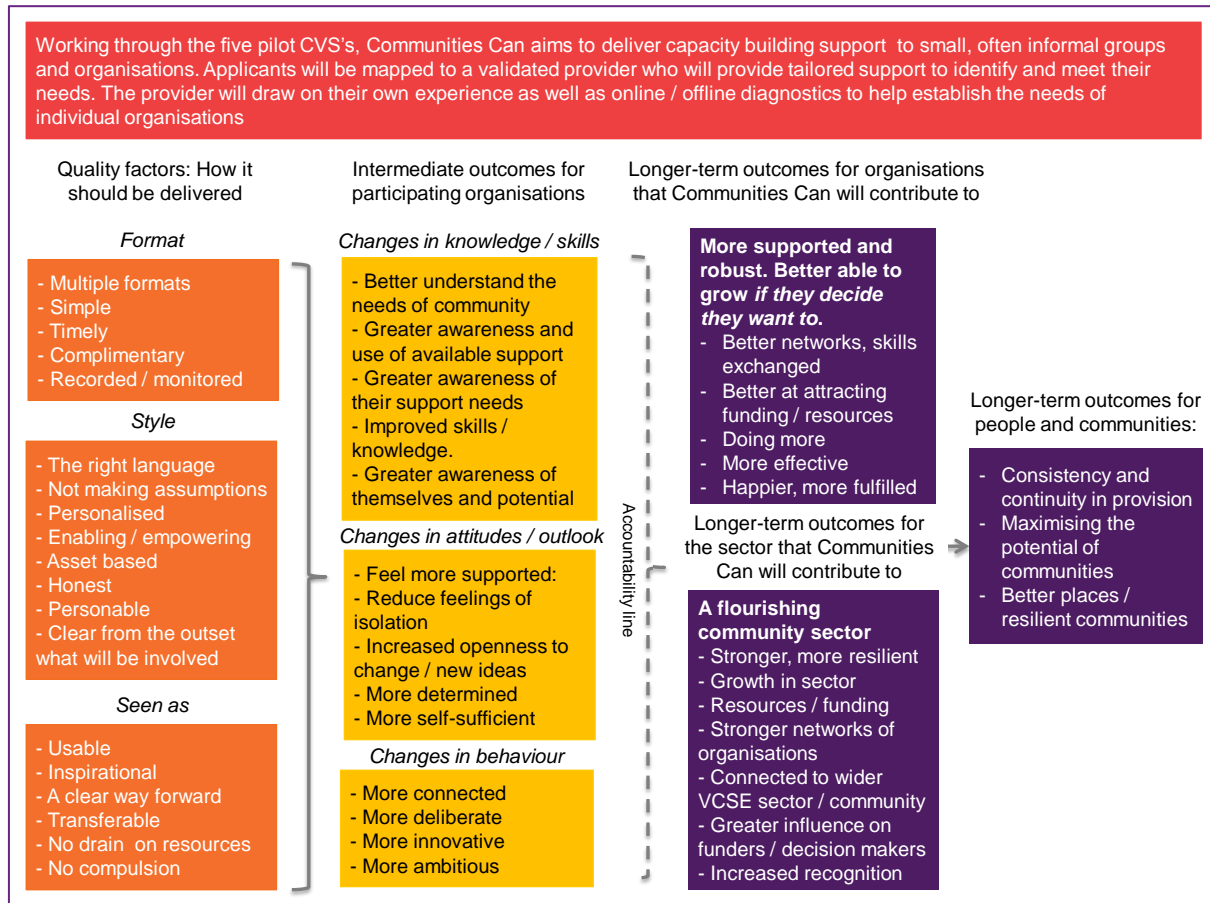 Working through the five pilot CVS's, Communities Can aims to deliver capacity building support to small, often informal groups
and organisations. Applicants will be mapped to a validated provider who will provide tailored support to identify and meet their
needs. The provider will draw on their own experience as well as online / offline diagnostics to help establish the needs of
individual organisations
Quality factors: How it
should be delivered
Format
- Multiple formats
- Simple
- Timely
- Complimentary
- Recorded / monitored
Style
- The right language
- Not making assumptions
- Personalised
- Enabling / empowering
- Asset based
- Honest
- Personable
- Clear from the outset
what will be involved
Seen as
- Usable
- Inspirational
- A clear way forward
- Transferable
- No drain on resources
- No compulsion
Intermediate outcomes for
participating organisations
Changes in knowledge / skills
- Better understand the
needs of community
- Greater awareness and
use of available support
- Greater awareness of
their support needs
- Improved skills /
knowledge.
- Greater awareness of
themselves and potential
Changes in attitudes / outlook
- Feel more supported:
- Reduce feelings of
isolation
- Increased openness to
change / new ideas
- More determined
- More self-sufficient
Changes in behaviour
- More connected
- More deliberate
- More innovative
- More ambitious
Accountability line
Longer-term outcomes for organisations
that Communities Can will contribute to
More supported and
robust. Better able to
grow if they decide
they want to.
- Better networks, skills
exchanged
- Better at attracting
funding / resources
- Doing more
- More effective
- Happier, more fulfilled
Longer-term outcomes for
the sector that Communities
Can will contribute to
A flourishing
community sector
- Stronger, more resilient
- Growth in sector
- Resources / funding
- Stronger networks of
organisations
- Connected to wider
VCSE sector / community
- Greater influence on
funders / decision makers
- Increased recognition
Longer-term outcomes for
people and communities:
- Consistency and
continuity in provision
- Maximising the
potential of
communities
- Better places /
resilient communities